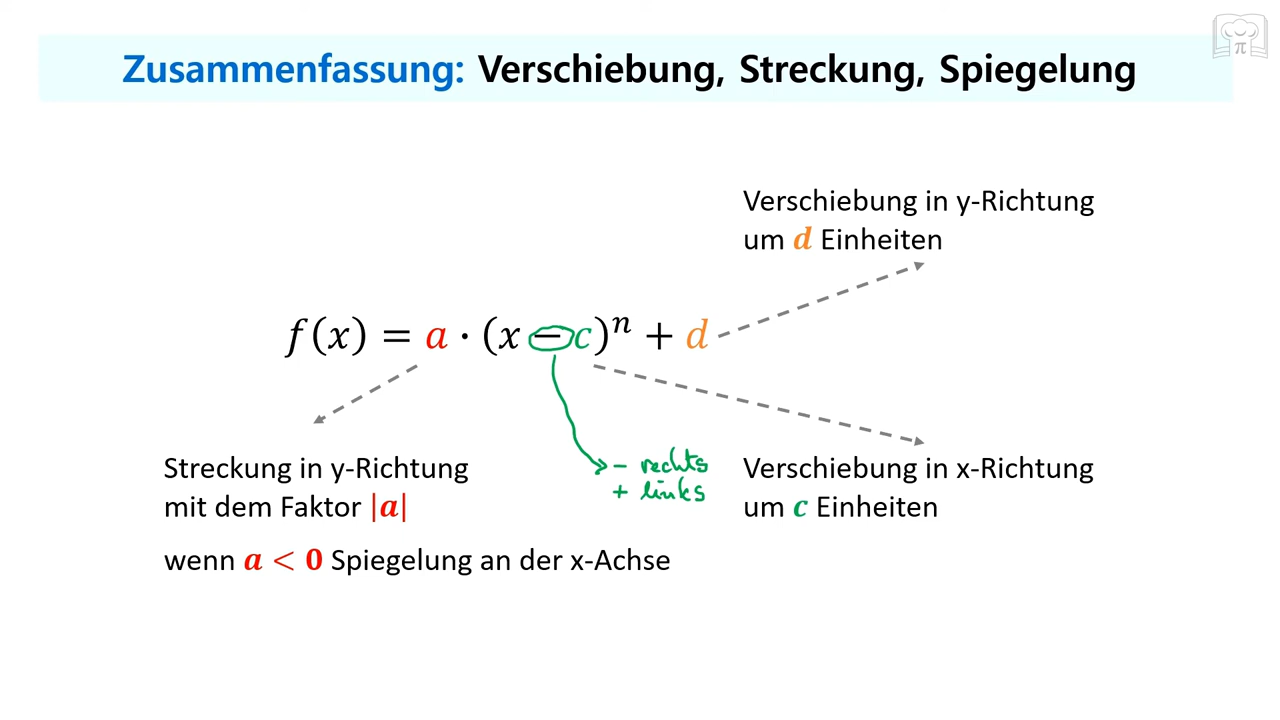 Zusammenfassung: Verschiebung, Streckung, Spiegelung
Verschiebung in y-Richtung
um d Einheiten
f(x) = a · (x − c)ⁿ + d
− rechts
+ links
Streckung in y-Richtung
mit dem Faktor |a|
wenn a < 0 Spiegelung an der x-Achse
Verschiebung in x-Richtung
um c Einheiten
π